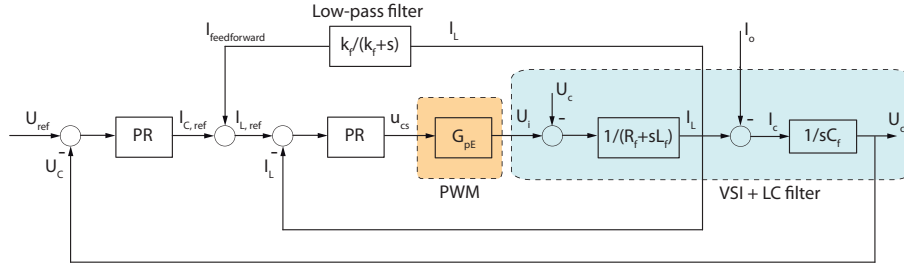 Low-pass filter
I_feedforward
k_f/(k_f+s)
I_L
I_o
U_ref
PR
I_C, ref
I_L, ref
PR
u_cs
G_pE
U_i
U_c
-
1/(R_f+sL_f)
I_L
-
I_c
1/sC_f
U_c
-
U_C
-
I_L
PWM
VSI + LC filter